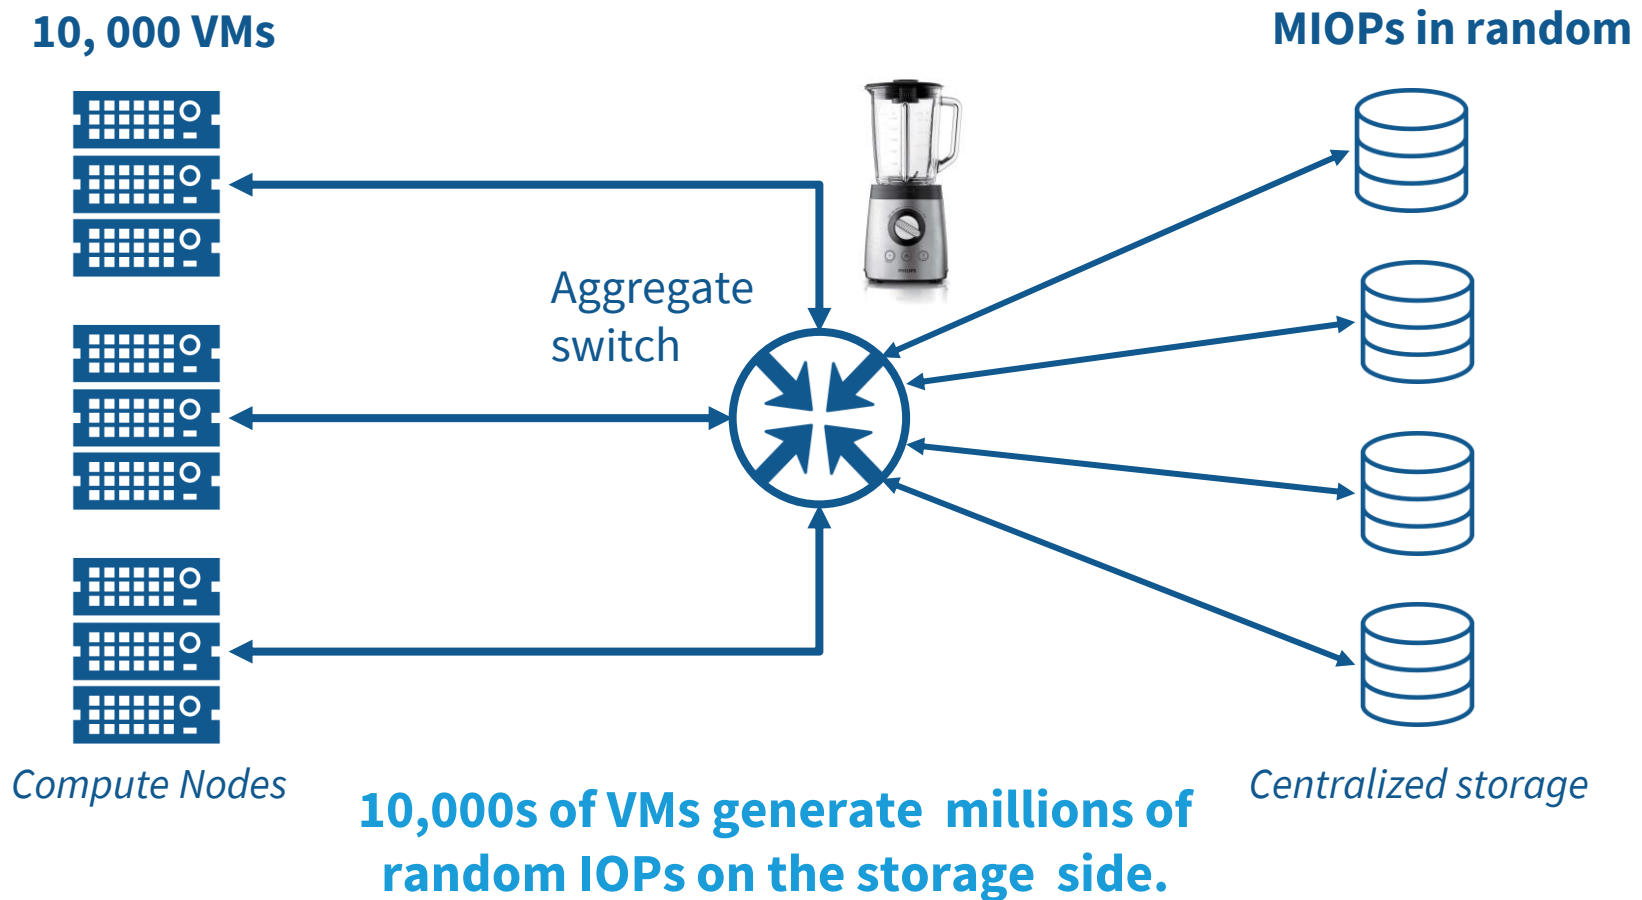 10, 000 VMs
MIOPs in random
Aggregate
switch
PHILIPS
Compute Nodes
Centralized storage
10,000s of VMs generate  millions of
random IOPs on the storage  side.